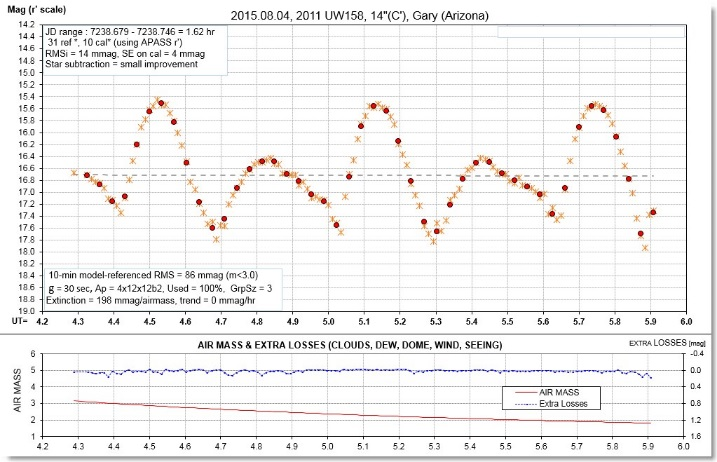 Mag (r' scale)
2015.08.04, 2011 UW158, 14"(C'), Gary (Arizona)
JD range : 7238.679 - 7238.746 = 1.62 hr
31 ref *, 10 cal* (using APASS r')
RMSi = 14 mmag, SE on cal = 4 mmag
Star subtraction = small improvement
14.2
14.4
14.6
14.8
15.0
15.2
15.4
15.6
15.8
16.0
16.2
16.4
16.6
16.8
17.0
17.2
17.4
17.6
17.8
18.0
18.2
18.4
18.6
18.8
19.0
10-min model-referenced RMS = 86 mmag (m<3.0)
g = 30 sec, Ap = 4x12x12b2, Used = 100%, GrpSz = 3
Extinction = 198 mmag/airmass, trend = 0 mmag/hr
UT=
4.2 4.3 4.4 4.5 4.6 4.7 4.8 4.9 5.0 5.1 5.2 5.3 5.4 5.5 5.6 5.7 5.8 5.9 6.0
AIR MASS & EXTRA LOSSES (CLOUDS, DEW, DOME, WIND, SEEING)
EXTRA LOSSES [mag]
AIR MASS
6
5
4
3
2
1
-0.4
0.0
0.4
0.8
1.2
1.6
AIR MASS
Extra Losses
4.2 4.3 4.4 4.5 4.6 4.7 4.8 4.9 5.0 5.1 5.2 5.3 5.4 5.5 5.6 5.7 5.8 5.9 6.0